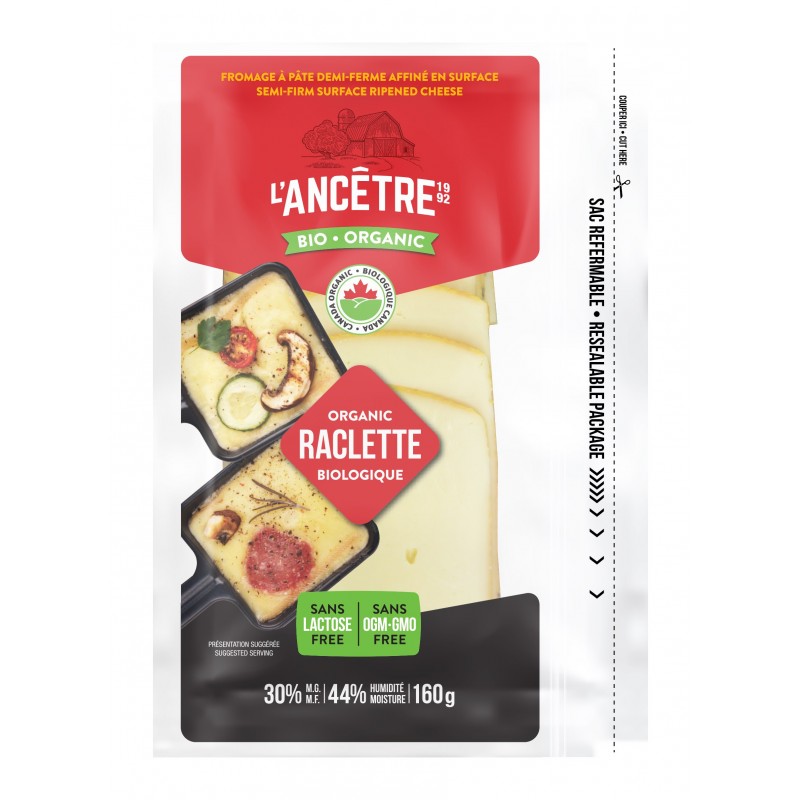 FROMAGE À PÂTE DEMI-FERME AFFINÉ EN SURFACE
SEMI-FIRM SURFACE RIPENED CHEESE
L'ANCÊTRE 1992
BIO • ORGANIC
CANADA ORGANIC • BIOLOGIQUE CANADA •
ORGANIC
RACLETTE
BIOLOGIQUE
SANS LACTOSE FREE
SANS OGM-GMO FREE
PRÉSENTATION SUGGÉRÉE
SUGGESTED SERVING
30% M.G. M.F. | 44% HUMIDITÉ MOISTURE | 160g
COUPER ICI • CUT HERE
SAC REFERMABLE • RESEALABLE PACKAGE